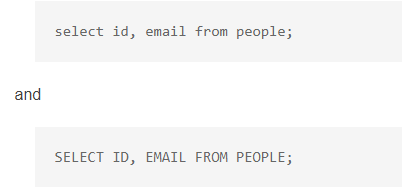 select id, email from people;
and
SELECT ID, EMAIL FROM PEOPLE;